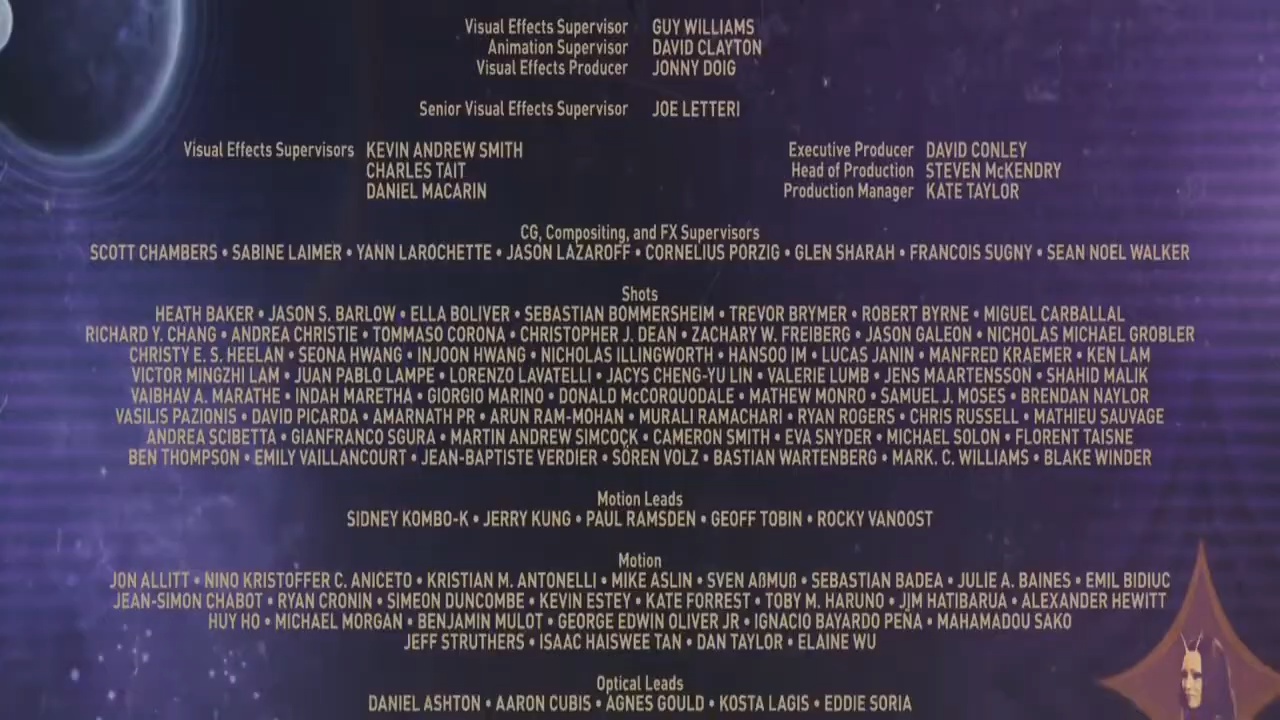 Visual Effects Supervisor GUY WILLIAMS
Animation Supervisor DAVID CLAYTON
Visual Effects Producer JONNY DOIG
Senior Visual Effects Supervisor JOE LETTERI
Visual Effects Supervisors KEVIN ANDREW SMITH
CHARLES TAIT
DANIEL MACARIN
Executive Producer DAVID CONLEY
Head of Production STEVEN McKENDRY
Production Manager KATE TAYLOR
CG, Compositing, and FX Supervisors
SCOTT CHAMBERS • SABINE LAIMER • YANN LAROCHETTE • JASON LAZAROFF • CORNELIUS PORZIG • GLEN SHARAH • FRANCOIS SUGNY • SEAN NOEL WALKER
Shots
HEATH BAKER • JASON S. BARLOW • ELLA BOLIVER • SEBASTIAN BOMMERSHEIM • TREVOR BRYMER • ROBERT BYRNE • MIGUEL CARBALLAL
RICHARD Y. CHANG • ANDREA CHRISTIE • TOMMASO CORONA • CHRISTOPHER J. DEAN • ZACHARY W. FREIBERG • JASON GALEON • NICHOLAS MICHAEL GROBLER
CHRISTY E. S. HEELAN • SEONA HWANG • INJOON HWANG • NICHOLAS ILLINGWORTH • HANSOO IM • LUCAS JANIN • MANFRED KRAEMER • KEN LAM
VICTOR MINGZHI LAM • JUAN PABLO LAMPE • LORENZO LAVATELLI • JACYS CHENG-YU LIN • VALERIE LUMB • JENS MAARTENSSON • SHAHID MALIK
VAIBHAV A. MARATHE • INDAH MARETHA • GIORGIO MARINO • DONALD McCORQUODALE • MATHEW MONRO • SAMUEL J. MOSES • BRENDAN NAYLOR
VASILIS PAZIONIS • DAVID PICARDA • AMARNATH PR • ARUN RAM-MOHAN • MURALI RAMACHARI • RYAN ROGERS • CHRIS RUSSELL • MATHIEU SAUVAGE
ANDREA SCIBETTA • GIANFRANCO SGURA • MARTIN ANDREW SIMCOCK • CAMERON SMITH • EVA SNYDER • MICHAEL SOLON • FLORENT TAISNE
BEN THOMPSON • EMILY VAILLANCOURT • JEAN-BAPTISTE VERDIER • SÖREN VOLZ • BASTIAN WARTENBERG • MARK. C. WILLIAMS • BLAKE WINDER
Motion Leads
SIDNEY KOMBO-K • JERRY KUNG • PAUL RAMSDEN • GEOFF TOBIN • ROCKY VANOOST
Motion
JON ALLITT • NINO KRISTOFFER C. ANICETO • KRISTIAN M. ANTONELLI • MIKE ASLIN • SVEN AßMUß • SEBASTIAN BADEA • JULIE A. BAINES • EMIL BIDIUC
JEAN-SIMON CHABOT • RYAN CRONIN • SIMEON DUNCOMBE • KEVIN ESTEY • KATE FORREST • TOBY M. HARUNO • JIM HATIBARUA • ALEXANDER HEWITT
HUY HO • MICHAEL MORGAN • BENJAMIN MULOT • GEORGE EDWIN OLIVER JR • IGNACIO BAYARDO PEÑA • MAHAMADOU SAKO
JEFF STRUTHERS • ISAAC HAISWEE TAN • DAN TAYLOR • ELAINE WU
Optical Leads
DANIEL ASHTON • AARON CUBIS • AGNES GOULD • KOSTA LAGIS • EDDIE SORIA